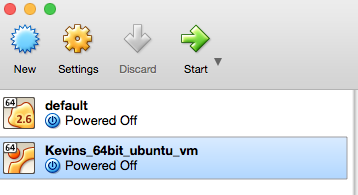 New Settings Discard Start
64
2.6
default
Powered Off
64
Kevins_64bit_ubuntu_vm
Powered Off